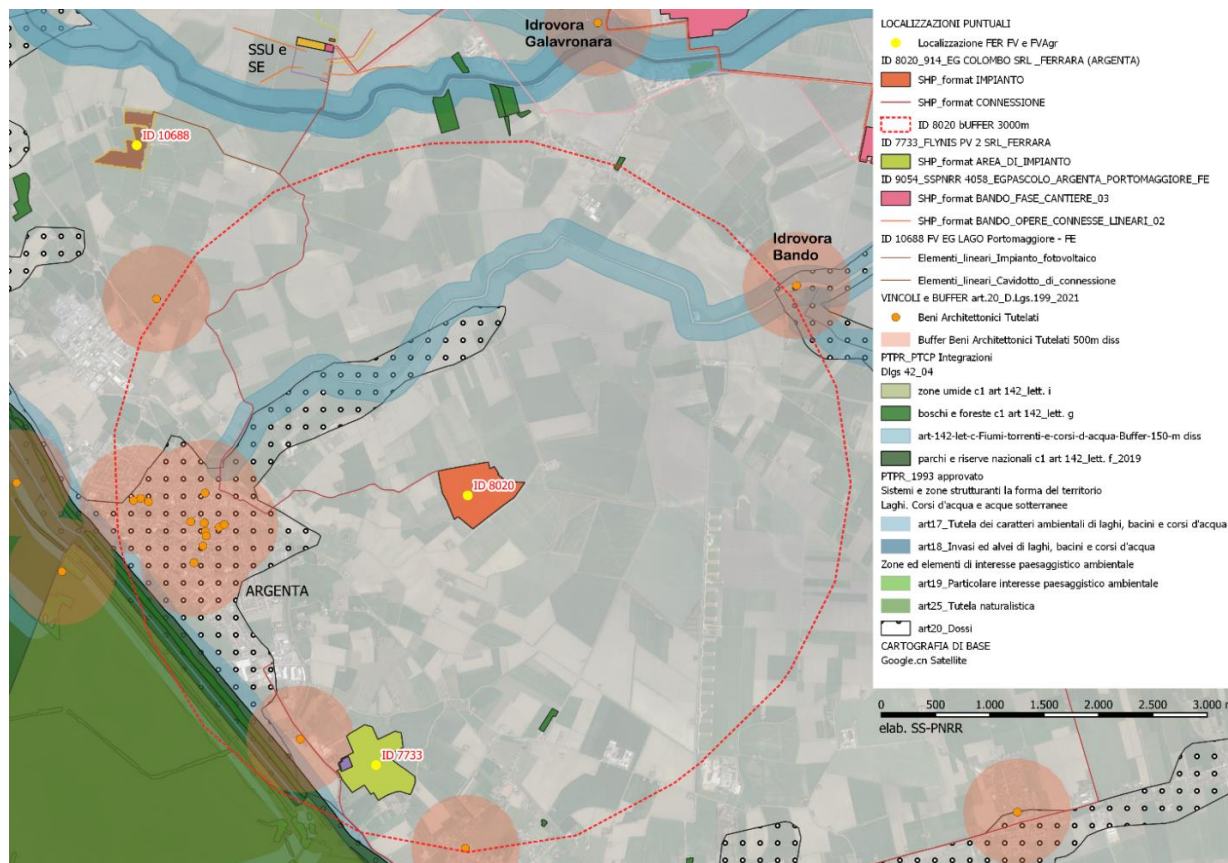 SSU e
SE
Idrovora
Galavronara
ID 10688
Idrovora
Bando
ID 8020
ARGENTA
ID 7733
LOCALIZZAZIONI PUNTUALI
Localizzazione FER FV e FVAgr
ID 8020_914_EG COLOMBO SRL _FERRARA (ARGENTA)
SHP_format IMPIANTO
SHP_format CONNESSIONE
ID 8020 bUFFER 3000m
ID 7733_FLYNIS PV 2 SRL_FERRARA
SHP_format AREA_DI_IMPIANTO
ID 9054_SSPNRR 4058_EGPASCOLO_ARGENTA_PORTOMAGGIORE_FE
SHP_format BANDO_FASE_CANTIERE_03
SHP_format BANDO_OPERE_CONNESSE_LINEARI_02
ID 10688 FV EG LAGO Portomaggiore - FE
Elementi_lineari_Impianto_fotovoltaico
Elementi_lineari_Cavidotto_di_connessione
VINCOLI e BUFFER art.20_D.Lgs.199_2021
Beni Architettonici Tutelati
Buffer Beni Architettonici Tutelati 500m diss
PTPR_PTCP Integrazioni
Dlgs 42_04
zone umide c1 art 142_lett. i
boschi e foreste c1 art 142_lett. g
art-142-let-c-Fiumi-torrenti-e-corsi-d-acqua-Buffer-150-m diss
parchi e riserve nazionali c1 art 142_lett. f_2019
PTPR_1993 approvato
Sistemi e zone strutturanti la forma del territorio
Laghi. Corsi d'acqua e acque sotterranee
art17_Tutela dei caratteri ambientali di laghi, bacini e corsi d'acqua
art18_Invasi ed alvei di laghi, bacini e corsi d'acqua
Zone ed elementi di interesse paesaggistico ambientale
art19_Particolare interesse paesaggistico ambientale
art25_Tutela naturalistica
art20_Dossi
CARTOGRAFIA DI BASE
Google.cn Satellite
0 500 1.000 1.500 2.000 2.500 3.000 m
elab. SS-PNRR